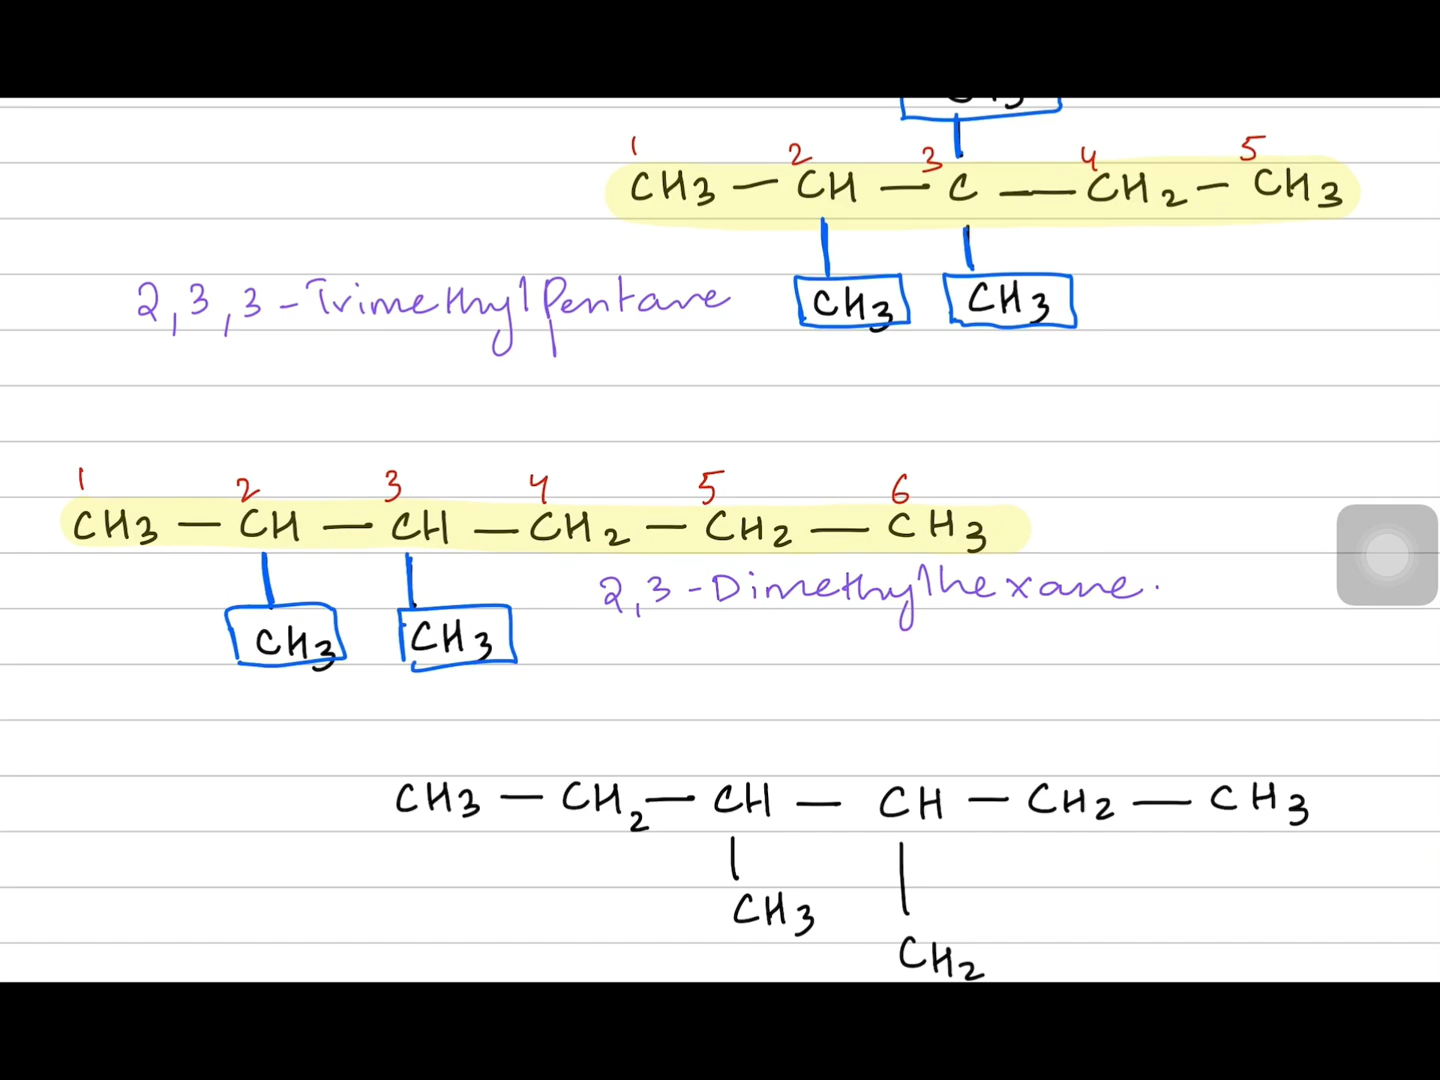 1 2 3 4 5
CH3 — CH — C — CH2 — CH3
CH3 CH3
2,3,3-Trimethyl Pentane
1 2 3 4 5 6
CH3 — CH — CH — CH2 — CH2 — CH3
2,3-Dimethylhexane.
CH3 CH3
CH3 — CH2 — CH — CH — CH2 — CH3
CH3
CH2